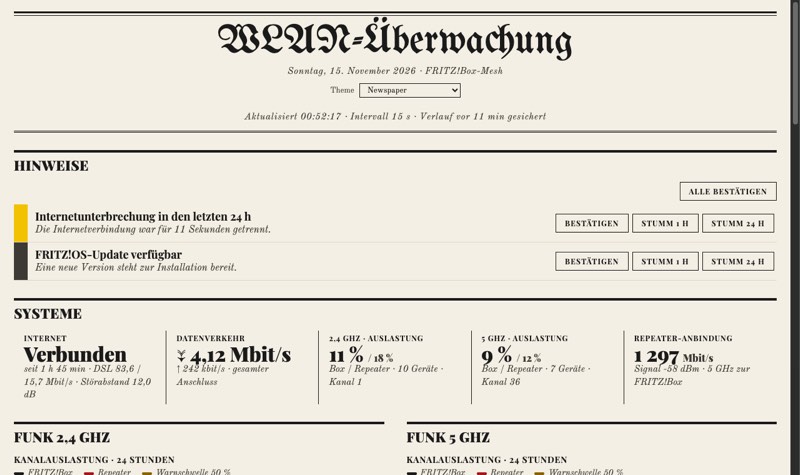 WLAN-Überwachung
Sonntag, 15. November 2026 · FRITZ!Box-Mesh
Theme Newspaper
Aktualisiert 00:52:17 · Intervall 15 s · Verlauf vor 11 min gesichert
HINWEISE
ALLE BESTÄTIGEN
Internetunterbrechung in den letzten 24 h
Die Internetverbindung war für 11 Sekunden getrennt.
BESTÄTIGEN STUMM 1 H STUMM 24 H
FRITZ!OS-Update verfügbar
Eine neue Version steht zur Installation bereit.
BESTÄTIGEN STUMM 1 H STUMM 24 H
SYSTEME
INTERNET
Verbunden
seit 1 h 45 min · DSL 83,6 /
15,7 Mbit/s · Störabstand 12,0
dB
DATENVERKEHR
↓ 4,12 Mbit/s
↑ 242 kbit/s · gesamter
Anschluss
2,4 GHZ · AUSLASTUNG
11 % / 18 %
Box / Repeater · 10 Geräte ·
Kanal 1
5 GHZ · AUSLASTUNG
9 % / 12 %
Box / Repeater · 7 Geräte ·
Kanal 36
REPEATER-ANBINDUNG
1 297 Mbit/s
Signal -58 dBm · 5 GHz zur
FRITZ!Box
FUNK 2,4 GHZ
KANALAUSLASTUNG · 24 STUNDEN
FRITZ!Box Repeater Warnschwelle 50 %
FUNK 5 GHZ
KANALAUSLASTUNG · 24 STUNDEN
FRITZ!Box Repeater Warnschwelle 50 %